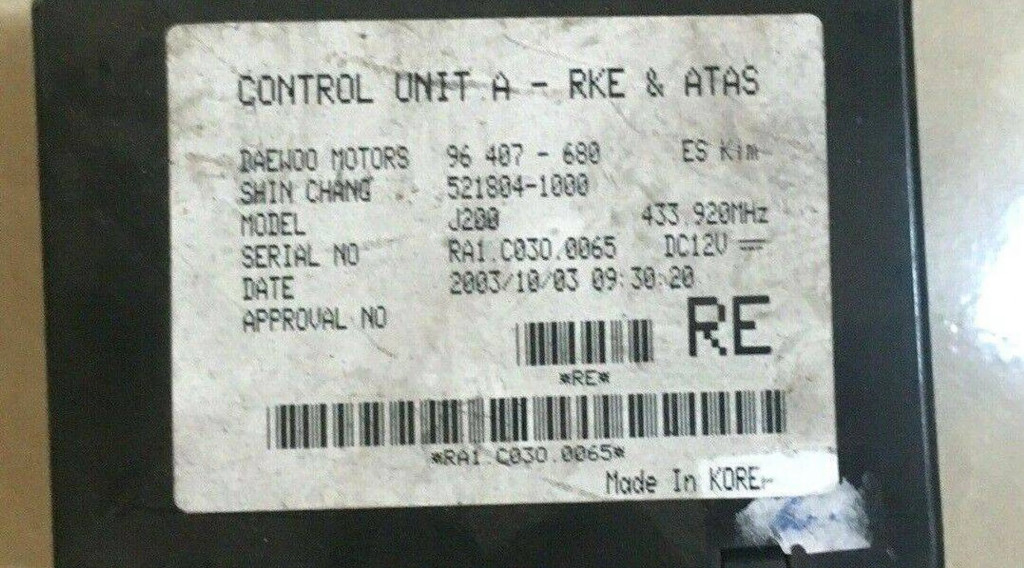 CONTROL UNIT A - RKE & ATAS
DAEWOO MOTORS 96 407 - 680 ES Kim
SHIN CHANG 521804-1000
MODEL J200 433.920MHz
SERIAL NO RA1.C030.0065 DC12V ⎓
DATE 2003/10/03 09:30:20
APPROVAL NO
RE
*RE*
*RA1.C030.0065*
Made In KORE